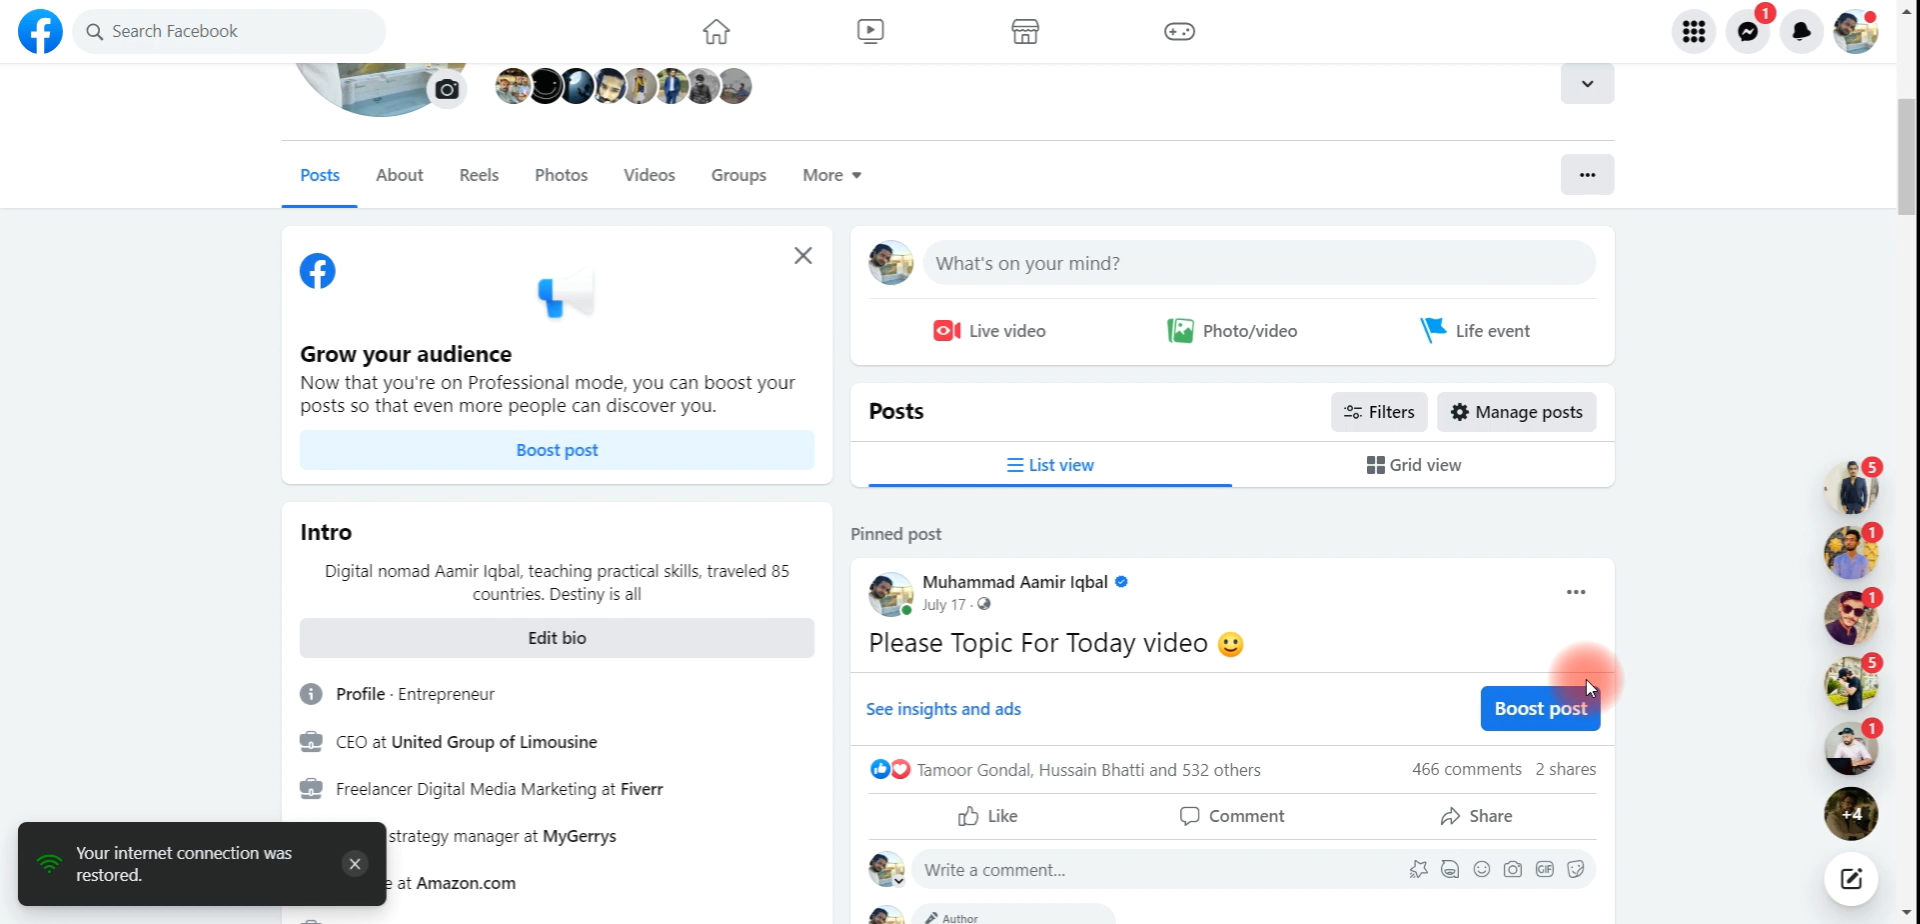 Search Facebook
1
Posts About Reels Photos Videos Groups More
Grow your audience
Now that you're on Professional mode, you can boost your
posts so that even more people can discover you.
Boost post
Intro
Digital nomad Aamir Iqbal, teaching practical skills, traveled 85
countries. Destiny is all
Edit bio
Profile · Entrepreneur
CEO at United Group of Limousine
Freelancer Digital Media Marketing at Fiverr
strategy manager at MyGerrys
e at Amazon.com
Your internet connection was
restored.
What's on your mind?
Live video Photo/video Life event
Posts Filters Manage posts
List view Grid view
Pinned post
Muhammad Aamir Iqbal
July 17 ·
Please Topic For Today video 🙂
See insights and ads Boost post
Tamoor Gondal, Hussain Bhatti and 532 others 466 comments 2 shares
Like Comment Share
Write a comment... GIF
Author
5
1
1
5
1
+4